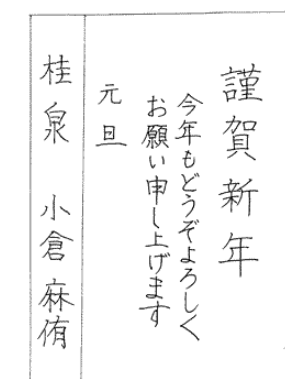 謹賀新年
今年もどうぞよろしく
お願い申し上げます
元旦
桂泉 小倉麻侑